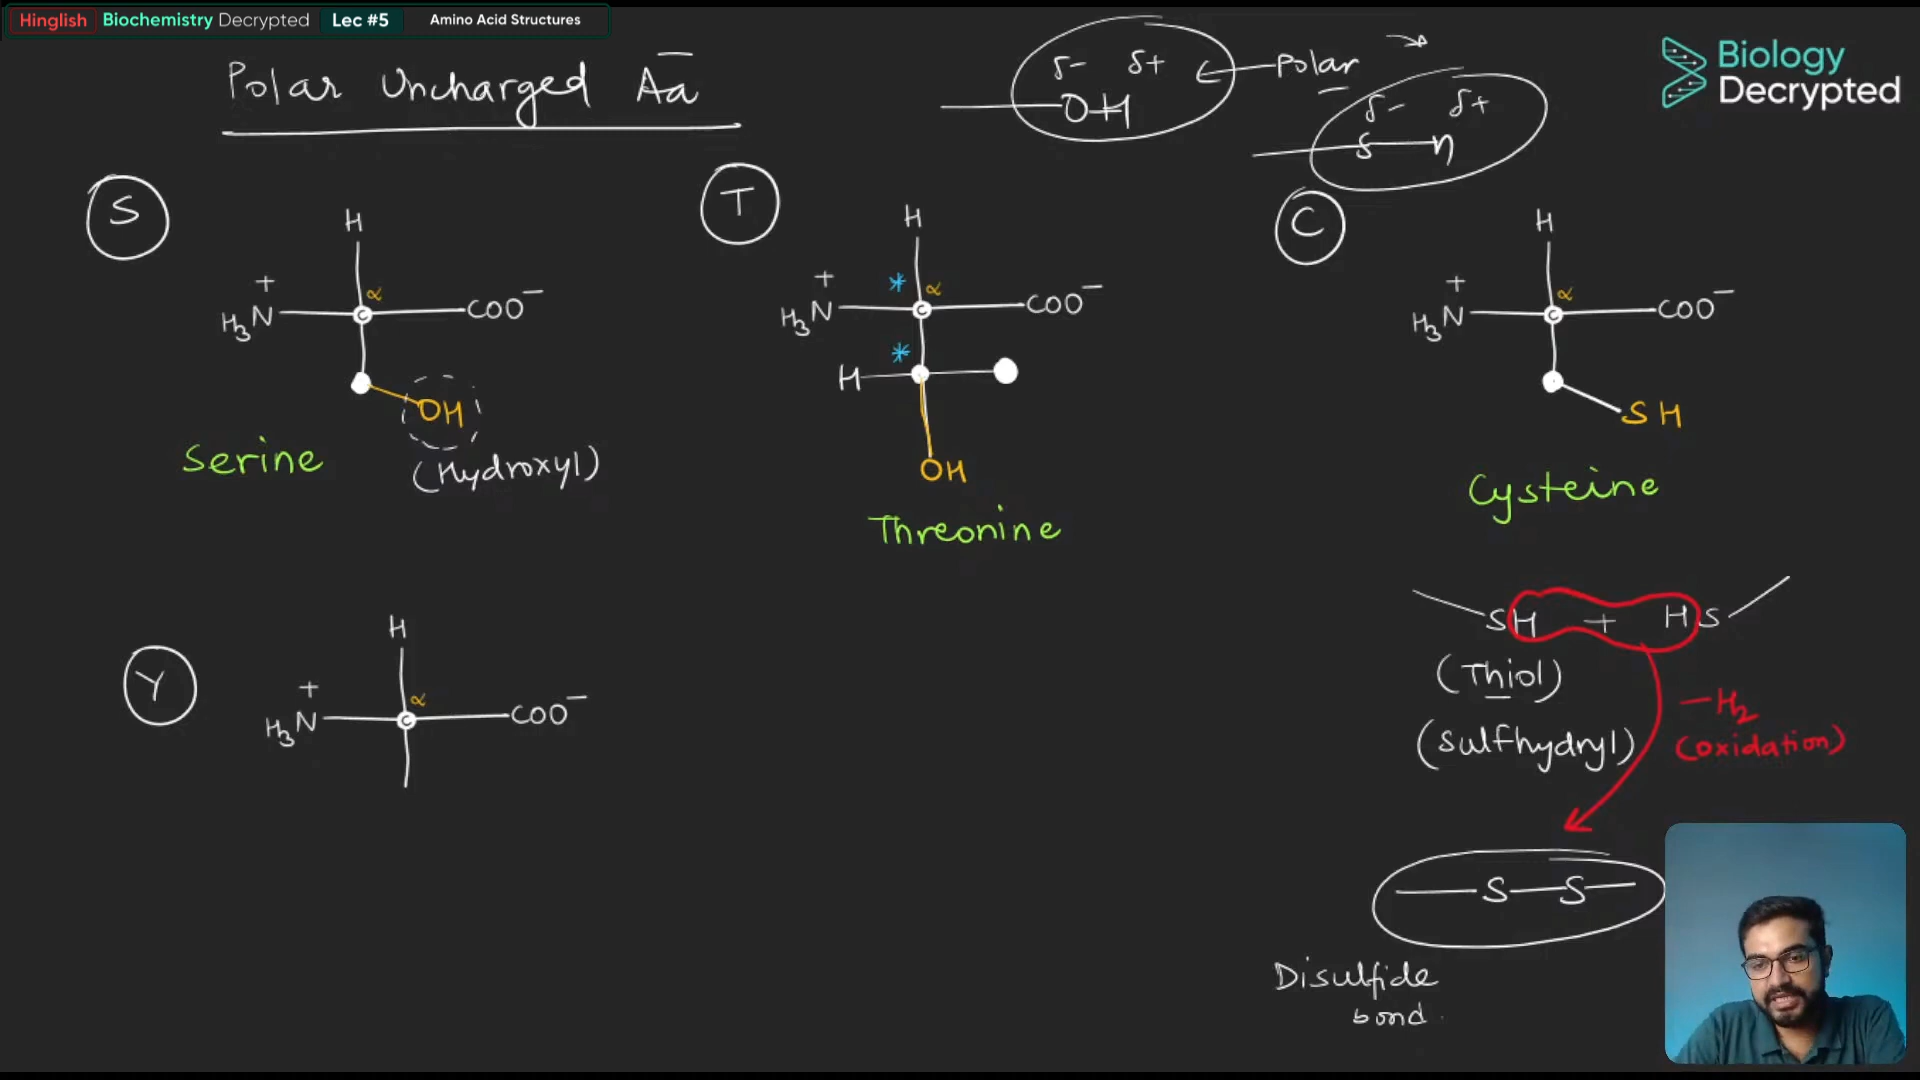 Hinglish Biochemistry Decrypted Lec #5 Amino Acid Structures
Biology
Decrypted
Polar Uncharged Aa
δ- δ+ Polar
OH
δ- δ+
S
S
H
H3N + α C COO-
OH
Serine
(Hydroxyl)
T
H
H3N + * α C COO-
* H
OH
Threonine
C
H
H3N + α C COO-
SH
Cysteine
SH + HS
(Thiol)
(Sulfhydryl)
-H2
(oxidation)
S S
Disulfide
bond
Y
H
H3N + α C COO-